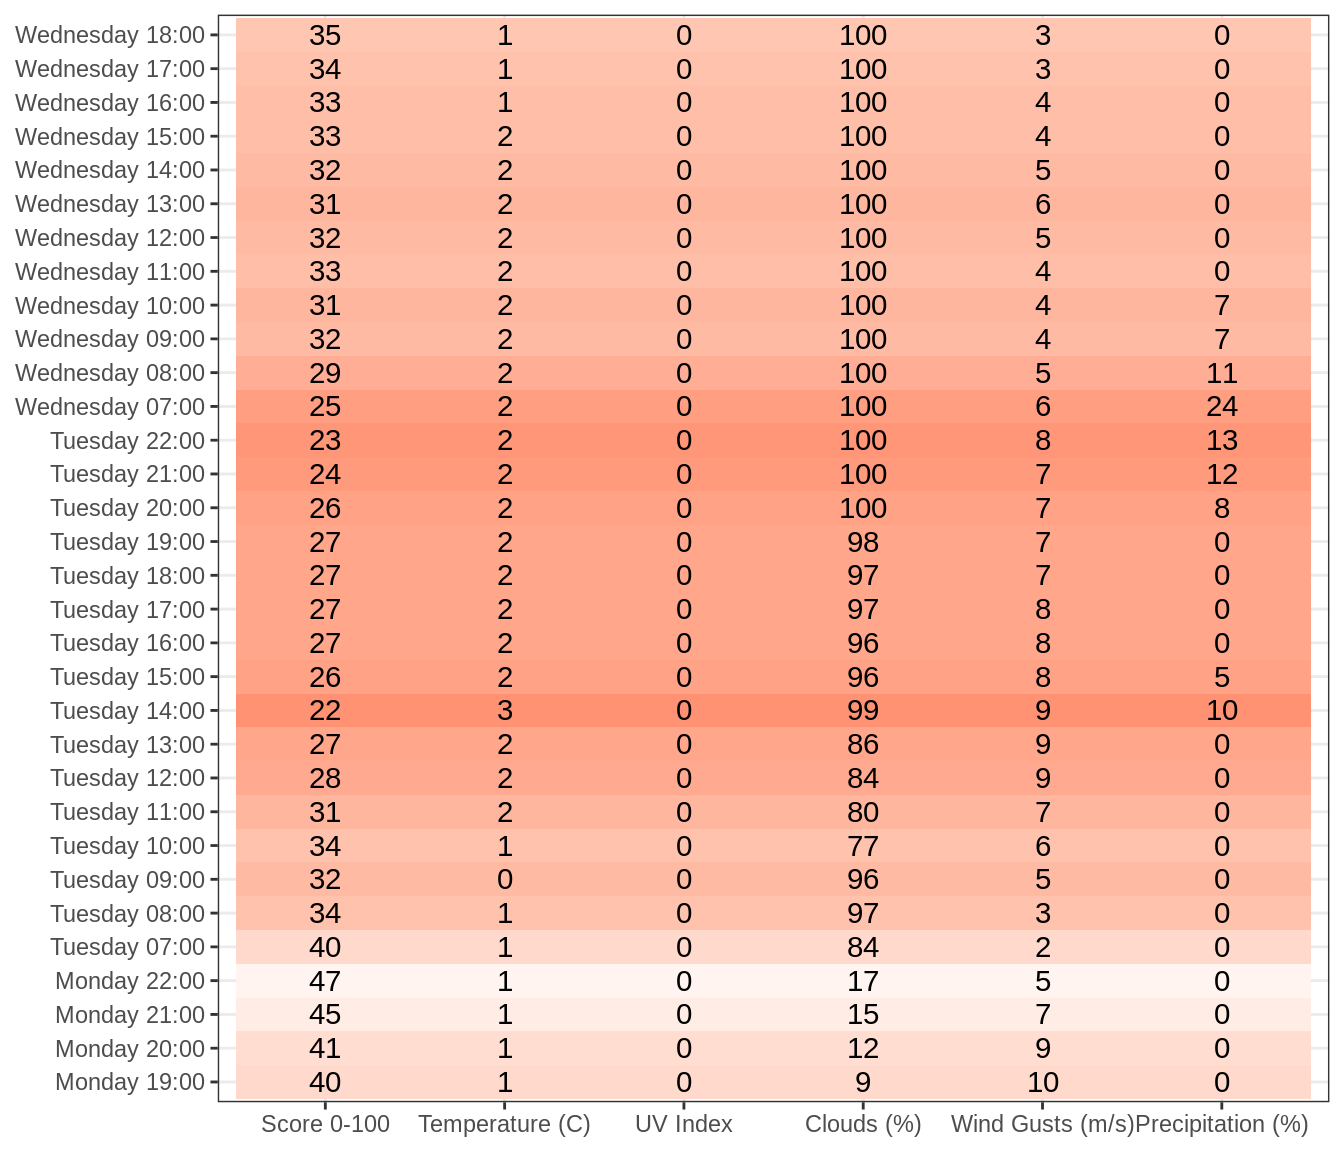 Wednesday 18:00 35 1 0 100 3 0
Wednesday 17:00 34 1 0 100 3 0
Wednesday 16:00 33 1 0 100 4 0
Wednesday 15:00 33 2 0 100 4 0
Wednesday 14:00 32 2 0 100 5 0
Wednesday 13:00 31 2 0 100 6 0
Wednesday 12:00 32 2 0 100 5 0
Wednesday 11:00 33 2 0 100 4 0
Wednesday 10:00 31 2 0 100 4 7
Wednesday 09:00 32 2 0 100 4 7
Wednesday 08:00 29 2 0 100 5 11
Wednesday 07:00 25 2 0 100 6 24
Tuesday 22:00 23 2 0 100 8 13
Tuesday 21:00 24 2 0 100 7 12
Tuesday 20:00 26 2 0 100 7 8
Tuesday 19:00 27 2 0 98 7 0
Tuesday 18:00 27 2 0 97 7 0
Tuesday 17:00 27 2 0 97 8 0
Tuesday 16:00 27 2 0 96 8 0
Tuesday 15:00 26 2 0 96 8 5
Tuesday 14:00 22 3 0 99 9 10
Tuesday 13:00 27 2 0 86 9 0
Tuesday 12:00 28 2 0 84 9 0
Tuesday 11:00 31 2 0 80 7 0
Tuesday 10:00 34 1 0 77 6 0
Tuesday 09:00 32 0 0 96 5 0
Tuesday 08:00 34 1 0 97 3 0
Tuesday 07:00 40 1 0 84 2 0
Monday 22:00 47 1 0 17 5 0
Monday 21:00 45 1 0 15 7 0
Monday 20:00 41 1 0 12 9 0
Monday 19:00 40 1 0 9 10 0
Score 0-100 Temperature (C) UV Index Clouds (%) Wind Gusts (m/s) Precipitation (%)